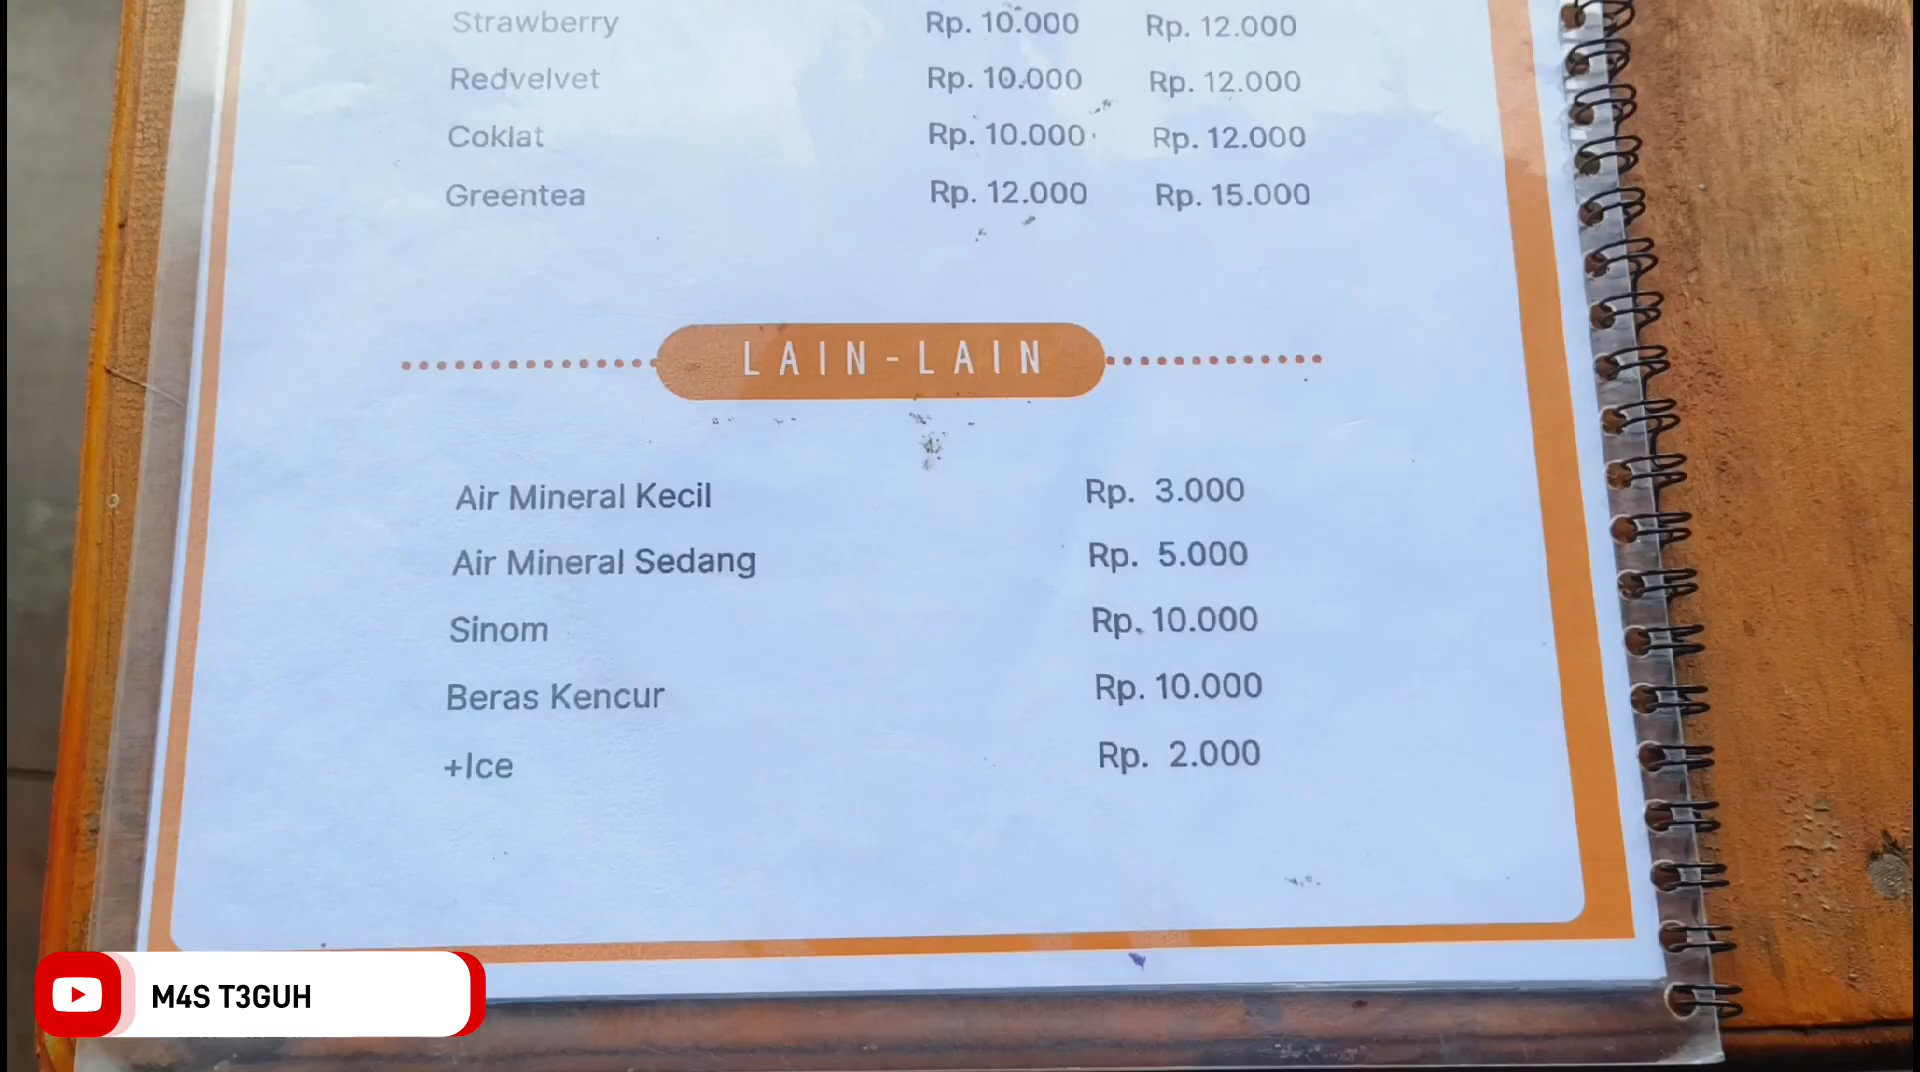 Strawberry Rp. 10.000 Rp. 12.000
Redvelvet Rp. 10.000 Rp. 12.000
Coklat Rp. 10.000 Rp. 12.000
Greentea Rp. 12.000 Rp. 15.000
LAIN-LAIN
Air Mineral Kecil Rp. 3.000
Air Mineral Sedang Rp. 5.000
Sinom Rp. 10.000
Beras Kencur Rp. 10.000
+Ice Rp. 2.000
M4S T3GUH